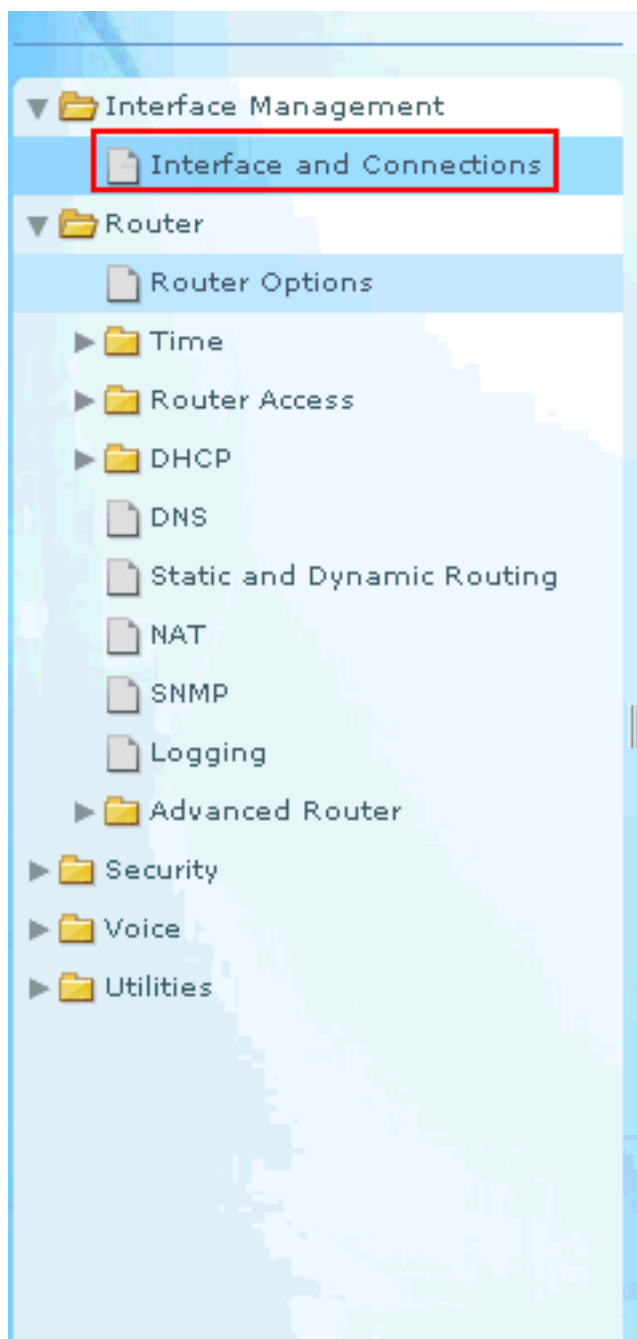 Interface Management
Interface and Connections
Router
Router Options
Time
Router Access
DHCP
DNS
Static and Dynamic Routing
NAT
SNMP
Logging
Advanced Router
Security
Voice
Utilities